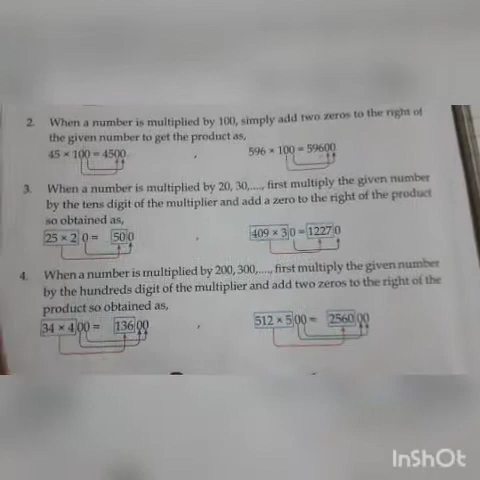 2. When a number is multiplied by 100, simply add two zeros to the right of
the given number to get the product as,
45 × 100 = 4500, 596 × 100 = 59600
3. When a number is multiplied by 20, 30,...., first multiply the given number
by the tens digit of the multiplier and add a zero to the right of the product
so obtained as,
25 × 2 0 = 50 0 , 409 × 3 0 = 1227 0
4. When a number is multiplied by 200, 300,...., first multiply the given number
by the hundreds digit of the multiplier and add two zeros to the right of the
product so obtained as,
34 × 4 00 = 136 00 , 512 × 5 00 = 2560 00
InShOt